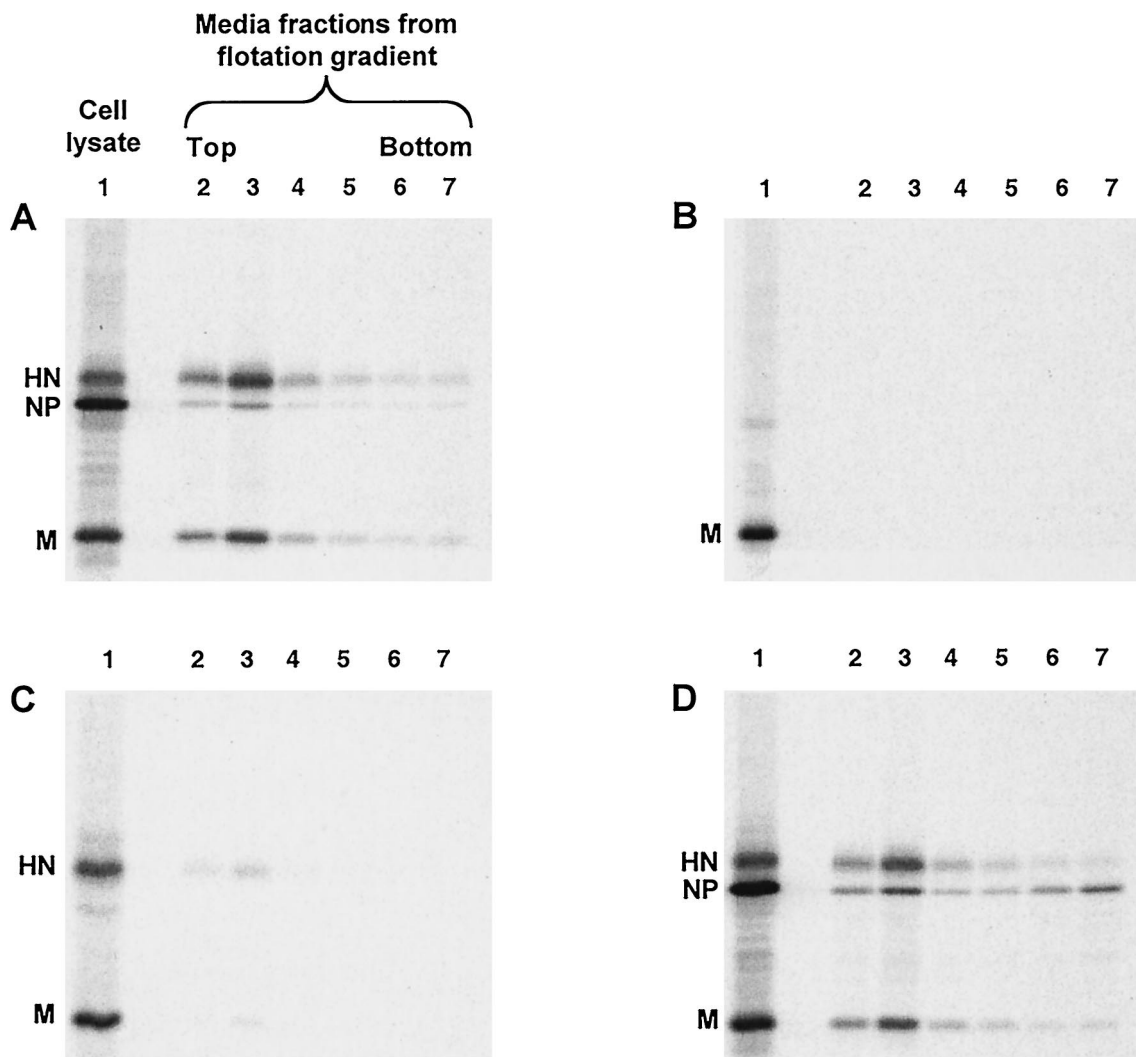 Media fractions from
flotation gradient
Cell
lysate
Top Bottom
1 2 3 4 5 6 7
A
HN
NP
M
1 2 3 4 5 6 7
B
M
1 2 3 4 5 6 7
C
HN
M
1 2 3 4 5 6 7
D
HN
NP
M